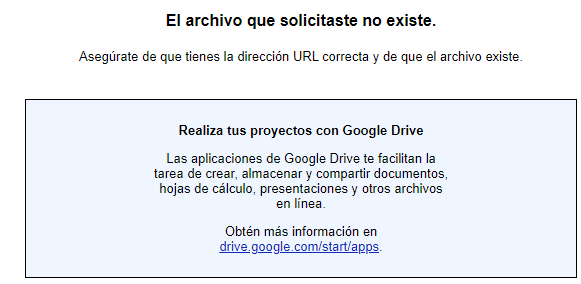 El archivo que solicitaste no existe.
Asegúrate de que tienes la dirección URL correcta y de que el archivo existe.
Realiza tus proyectos con Google Drive
Las aplicaciones de Google Drive te facilitan la
tarea de crear, almacenar y compartir documentos,
hojas de cálculo, presentaciones y otros archivos
en línea.
Obtén más información en
drive.google.com/start/apps.